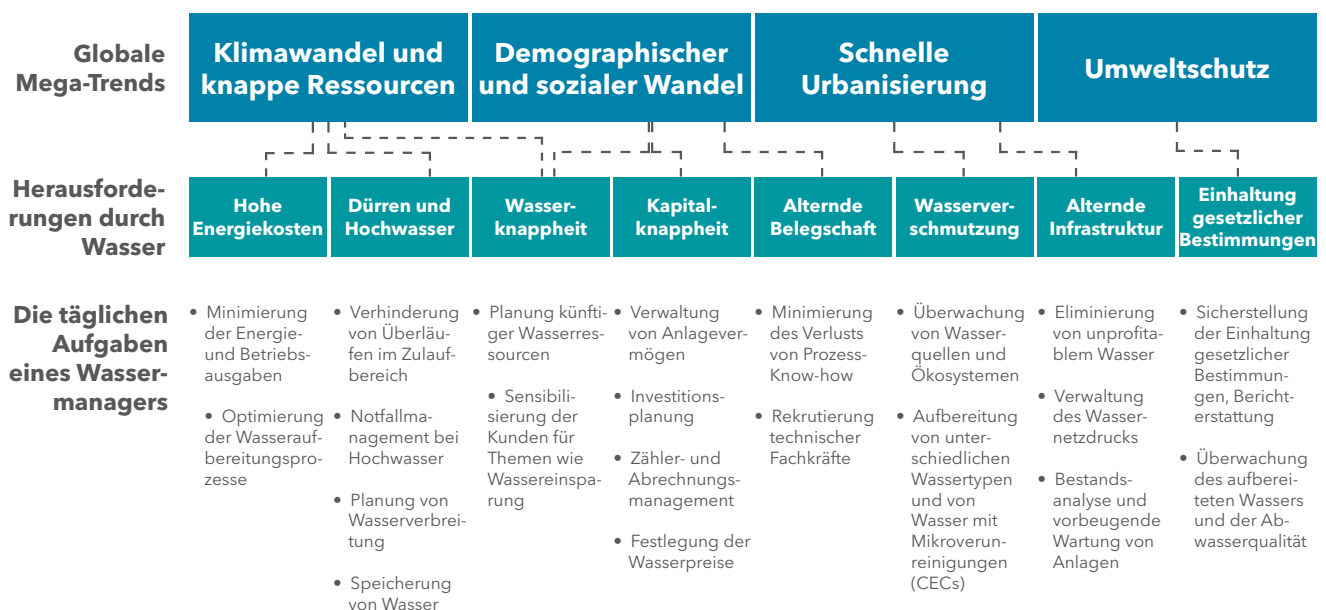 Globale
Mega-Trends
Klimawandel und
knappe Ressourcen
Demographischer
und sozialer Wandel
Schnelle
Urbanisierung
Umweltschutz
Herausforde-
rungen durch
Wasser
Hohe
Energiekosten
Dürren und
Hochwasser
Wasser-
knappheit
Kapital-
knappheit
Alternde
Belegschaft
Wasserver-
schmutzung
Alternde
Infrastruktur
Einhaltung
gesetzlicher
Bestimmungen
Die täglichen
Aufgaben
eines Wasser-
managers
• Minimierung
der Energie-
und Betriebs-
ausgaben
• Optimierung
der Wasserauf-
bereitungspro-
zesse
• Verhinderung
von Überläu-
fen im Zulauf-
bereich
• Notfallma-
nagement bei
Hochwasser
• Planung von
Wasserverbrei-
tung
• Speicherung
von Wasser
• Planung künfti-
ger Wasserres-
sourcen
• Sensibili-
sierung der
Kunden für
Themen wie
Wassereinspa-
rung
• Verwaltung
von Anlagever-
mögen
• Investitions-
planung
• Zähler- und
Abrechnungs-
management
• Festlegung der
Wasserpreise
• Minimierung
des Verlusts
von Prozess-
Know-how
• Rekrutierung
technischer
Fachkräfte
• Überwachung
von Wasser-
quellen und
Ökosystemen
• Aufbereitung
von unter-
schiedlichen
Wassertypen
und von
Wasser mit
Mikroverun-
reinigungen
(CECs)
• Eliminierung
von unprofita-
blem Wasser
• Verwaltung
des Wasser-
netzdrucks
• Bestands-
analyse und
vorbeugende
Wartung von
Anlagen
• Sicherstellung
der Einhaltung
gesetzlicher
Bestimmun-
gen, Bericht-
erstattung
• Überwachung
des aufberei-
teten Wassers
und der Ab-
wasserqualität